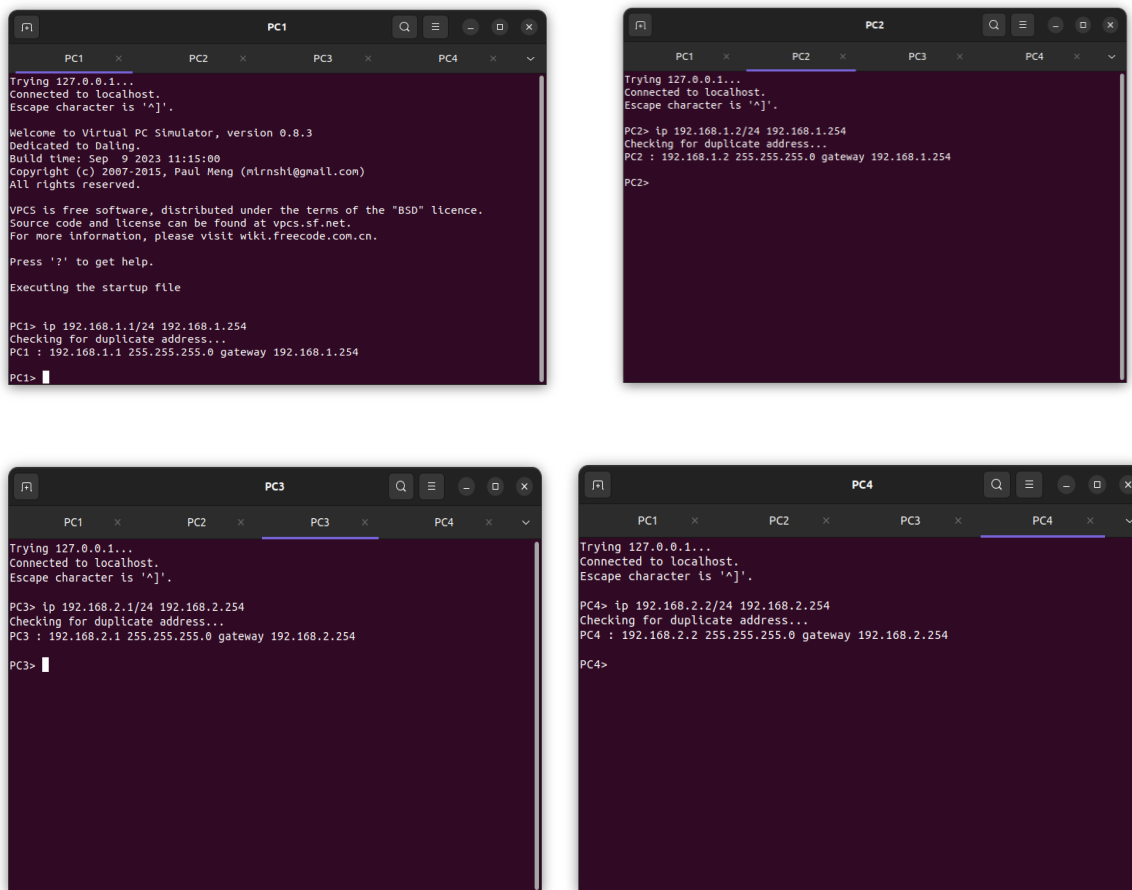 PC1
PC1 PC2 PC3 PC4
Trying 127.0.0.1...
Connected to localhost.
Escape character is '^]'.
Welcome to Virtual PC Simulator, version 0.8.3
Dedicated to Daling.
Build time: Sep  9 2023 11:15:00
Copyright (c) 2007-2015, Paul Meng (mirnshi@gmail.com)
All rights reserved.
VPCS is free software, distributed under the terms of the "BSD" licence.
Source code and license can be found at vpcs.sf.net.
For more information, please visit wiki.freecode.com.cn.
Press '?' to get help.
Executing the startup file
PC1> ip 192.168.1.1/24 192.168.1.254
Checking for duplicate address...
PC1 : 192.168.1.1 255.255.255.0 gateway 192.168.1.254
PC1>
PC2
PC1 PC2 PC3 PC4
Trying 127.0.0.1...
Connected to localhost.
Escape character is '^]'.
PC2> ip 192.168.1.2/24 192.168.1.254
Checking for duplicate address...
PC2 : 192.168.1.2 255.255.255.0 gateway 192.168.1.254
PC2>
PC3
PC1 PC2 PC3 PC4
Trying 127.0.0.1...
Connected to localhost.
Escape character is '^]'.
PC3> ip 192.168.2.1/24 192.168.2.254
Checking for duplicate address...
PC3 : 192.168.2.1 255.255.255.0 gateway 192.168.2.254
PC3>
PC4
PC1 PC2 PC3 PC4
Trying 127.0.0.1...
Connected to localhost.
Escape character is '^]'.
PC4> ip 192.168.2.2/24 192.168.2.254
Checking for duplicate address...
PC4 : 192.168.2.2 255.255.255.0 gateway 192.168.2.254
PC4>